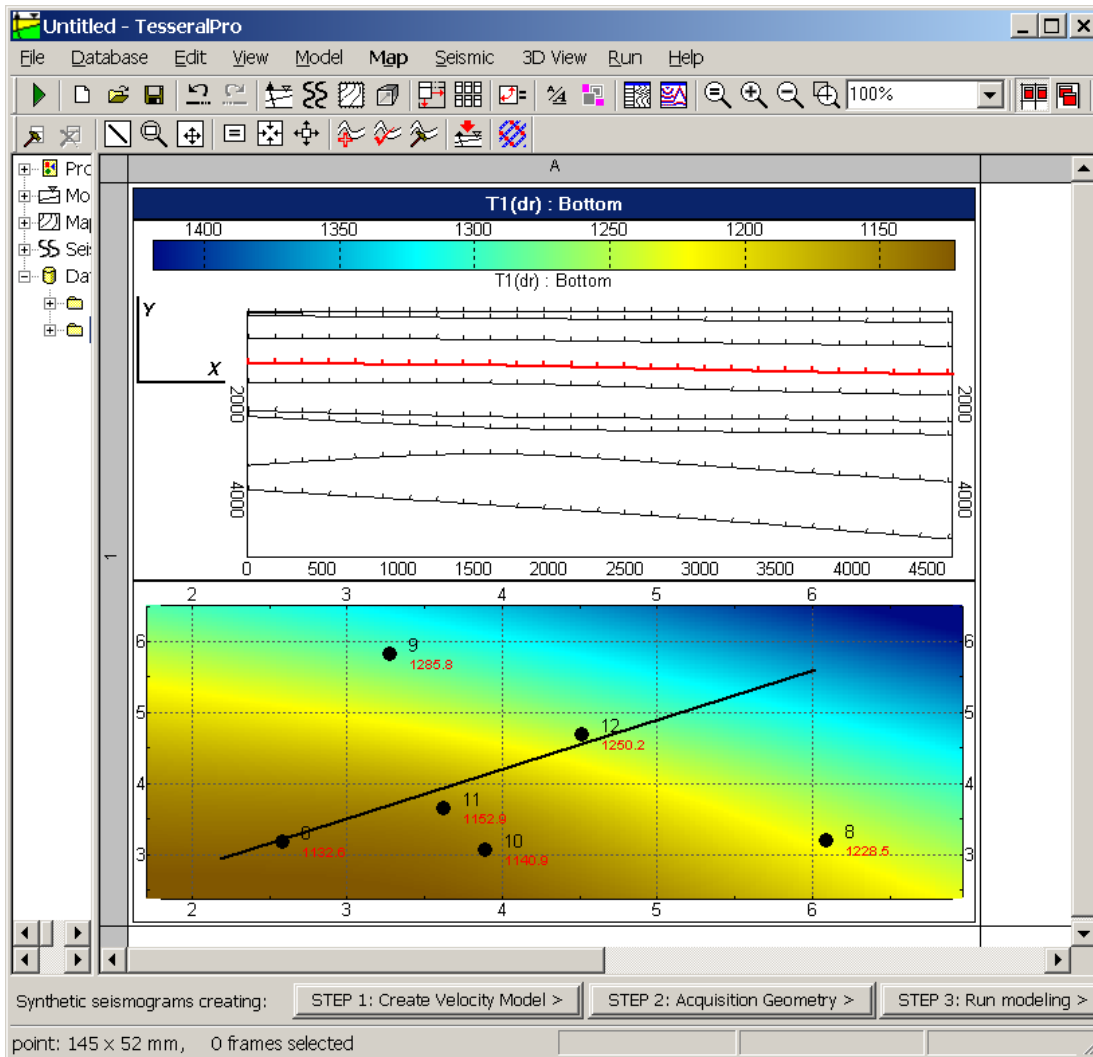 Untitled - TesseralPro
File Database Edit View Model Map Seismic 3D View Run Help
100%
A
Pro
Mo
Map
Sei
Dat
T1(dr) : Bottom
1400 1350 1300 1250 1200 1150
T1(dr) : Bottom
Y
X
2000 2000
4000 4000
1
0 500 1000 1500 2000 2500 3000 3500 4000 4500
2 3 4 5 6
6 6
9
1285.8
5 5
12
1250.2
4 4
11
1152.9
6
1132.6
10
1140.9
8
1228.5
3 3
2 3 4 5 6
Synthetic seismograms creating: STEP 1: Create Velocity Model > STEP 2: Acquisition Geometry > STEP 3: Run modeling >
point: 145 x 52 mm, 0 frames selected